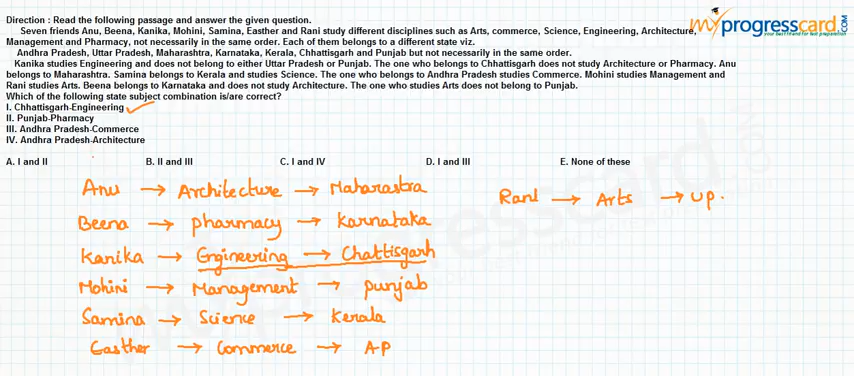 Direction : Read the following passage and answer the given question.
Seven friends Anu, Beena, Kanika, Mohini, Samina, Easther and Rani study different disciplines such as Arts, commerce, Science, Engineering, Architecture,
Management and Pharmacy, not necessarily in the same order. Each of them belongs to a different state viz.
Andhra Pradesh, Uttar Pradesh, Maharashtra, Karnataka, Kerala, Chhattisgarh and Punjab but not necessarily in the same order.
Kanika studies Engineering and does not belong to either Uttar Pradesh or Punjab. The one who belongs to Chhattisgarh does not study Architecture or Pharmacy. Anu
belongs to Maharashtra. Samina belongs to Kerala and studies Science. The one who belongs to Andhra Pradesh studies Commerce. Mohini studies Management and
Rani studies Arts. Beena belongs to Karnataka and does not study Architecture. The one who studies Arts does not belong to Punjab.
Which of the following state subject combination is/are correct?
I. Chhattisgarh-Engineering
II. Punjab-Pharmacy
III. Andhra Pradesh-Commerce
IV. Andhra Pradesh-Architecture
A. I and II B. II and III C. I and IV D. I and III E. None of these
Anu → Architecture → Maharastra
Beena → pharmacy → Karnataka
Kanika → Engineering → Chattisgarh
Mohini → Management → punjab
Samina → Science → Kerala
Easther → Commerce → A.P
Rani → Arts → UP.
myprogresscard.com